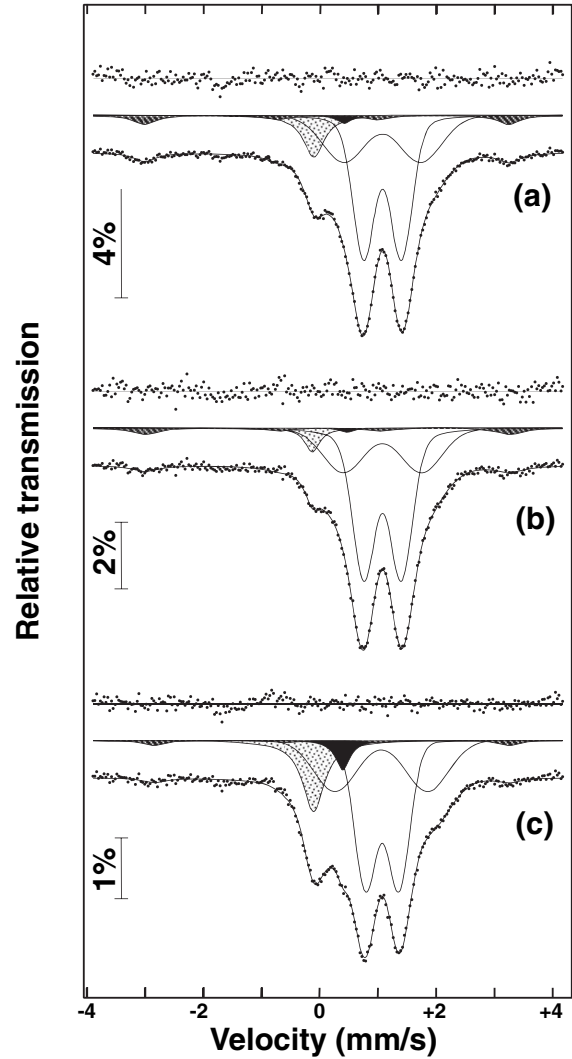 Relative transmission
4%
(a)
2%
(b)
1%
(c)
-4 -2 0 +2 +4
Velocity (mm/s)